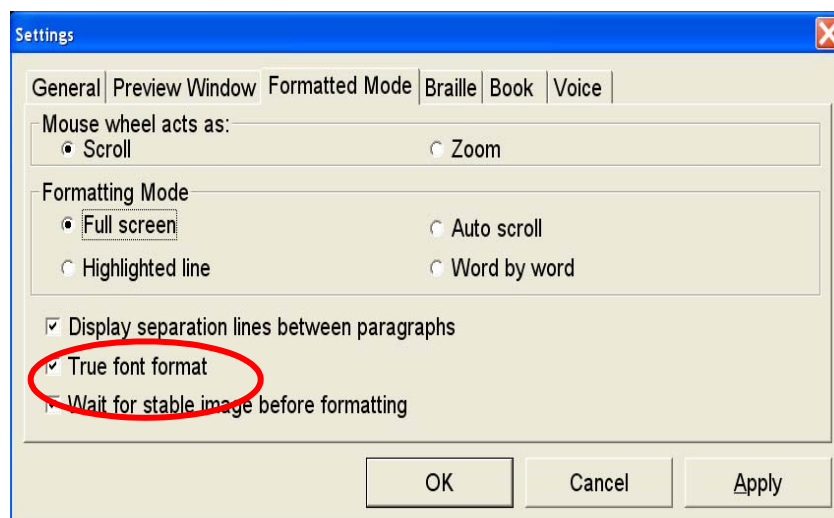 Settings
General Preview Window Formatted Mode Braille Book Voice
Mouse wheel acts as:
Scroll Zoom
Formatting Mode
Full screen Auto scroll
Highlighted line Word by word
Display separation lines between paragraphs
True font format
Wait for stable image before formatting
OK Cancel Apply